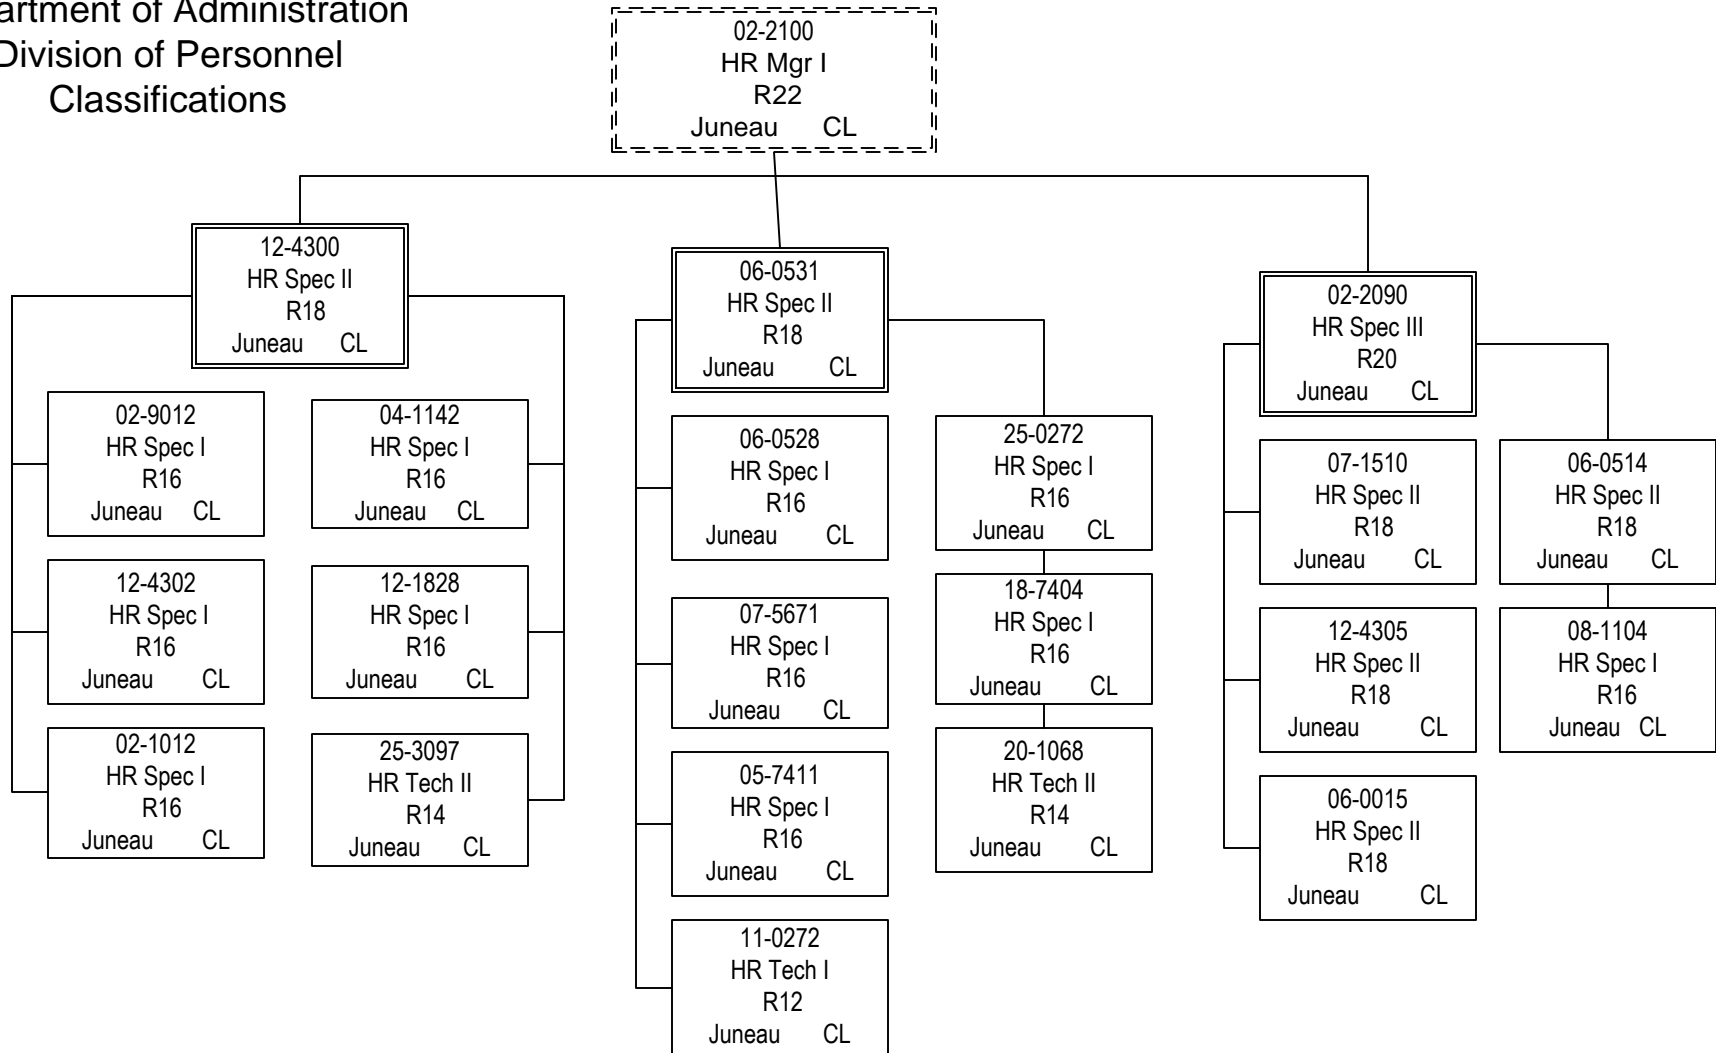 Division of Personnel
of Administration
Classifications
02-2100
HR Mgr I
R22
Juneau CL
12-4300
HR Spec II
R18
Juneau CL
02-9012
HR Spec I
R16
Juneau CL
12-4302
HR Spec I
R16
Juneau CL
02-1012
HR Spec I
R16
Juneau CL
04-1142
HR Spec I
R16
Juneau CL
12-1828
HR Spec I
R16
Juneau CL
25-3097
HR Tech II
R14
Juneau CL
06-0531
HR Spec II
R18
Juneau CL
06-0528
HR Spec I
R16
Juneau CL
07-5671
HR Spec I
R16
Juneau CL
05-7411
HR Spec I
R16
Juneau CL
11-0272
HR Tech I
R12
Juneau CL
25-0272
HR Spec I
R16
Juneau CL
18-7404
HR Spec I
R16
Juneau CL
20-1068
HR Tech II
R14
Juneau CL
02-2090
HR Spec III
R20
Juneau CL
07-1510
HR Spec II
R18
Juneau CL
12-4305
HR Spec II
R18
Juneau CL
06-0015
HR Spec II
R18
Juneau CL
06-0514
HR Spec II
R18
Juneau CL
08-1104
HR Spec I
R16
Juneau CL